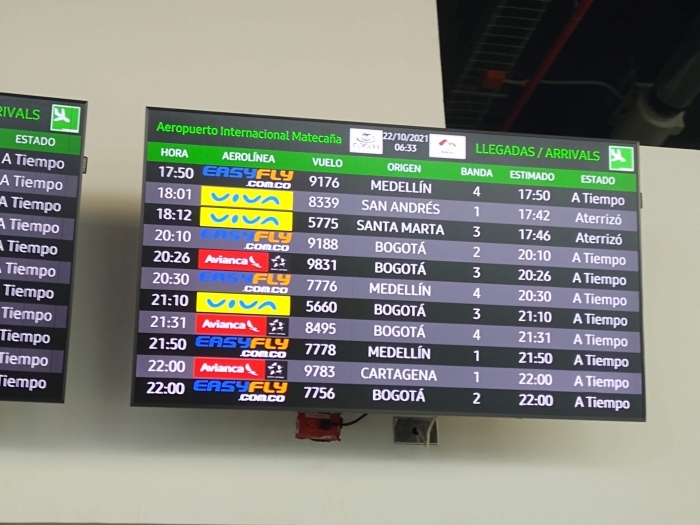 RIVALS
ESTADO
A Tiempo
A Tiempo
A Tiempo
A Tiempo
A Tiempo
A Tiempo
Tiempo
Tiempo
Tiempo
Tiempo
Tiempo
Aeropuerto Internacional Matecaña 22/10/2021 06:33 LLEGADAS / ARRIVALS
HORA AEROLÍNEA VUELO ORIGEN BANDA ESTIMADO ESTADO
17:50 EASYFLY .com.co 9176 MEDELLÍN 4 17:50 A Tiempo
18:01 VIVA 8339 SAN ANDRÉS 1 17:42 Aterrizó
18:12 VIVA 5775 SANTA MARTA 3 17:46 Aterrizó
20:10 EASYFLY .com.co 9188 BOGOTÁ 2 20:10 A Tiempo
20:26 Avianca 9831 BOGOTÁ 3 20:26 A Tiempo
20:30 EASYFLY .com.co 7776 MEDELLÍN 4 20:30 A Tiempo
21:10 VIVA 5660 BOGOTÁ 3 21:10 A Tiempo
21:31 Avianca 8495 BOGOTÁ 4 21:31 A Tiempo
21:50 EASYFLY .com.co 7778 MEDELLÍN 1 21:50 A Tiempo
22:00 Avianca 9783 CARTAGENA 1 22:00 A Tiempo
22:00 EASYFLY .com.co 7756 BOGOTÁ 2 22:00 A Tiempo